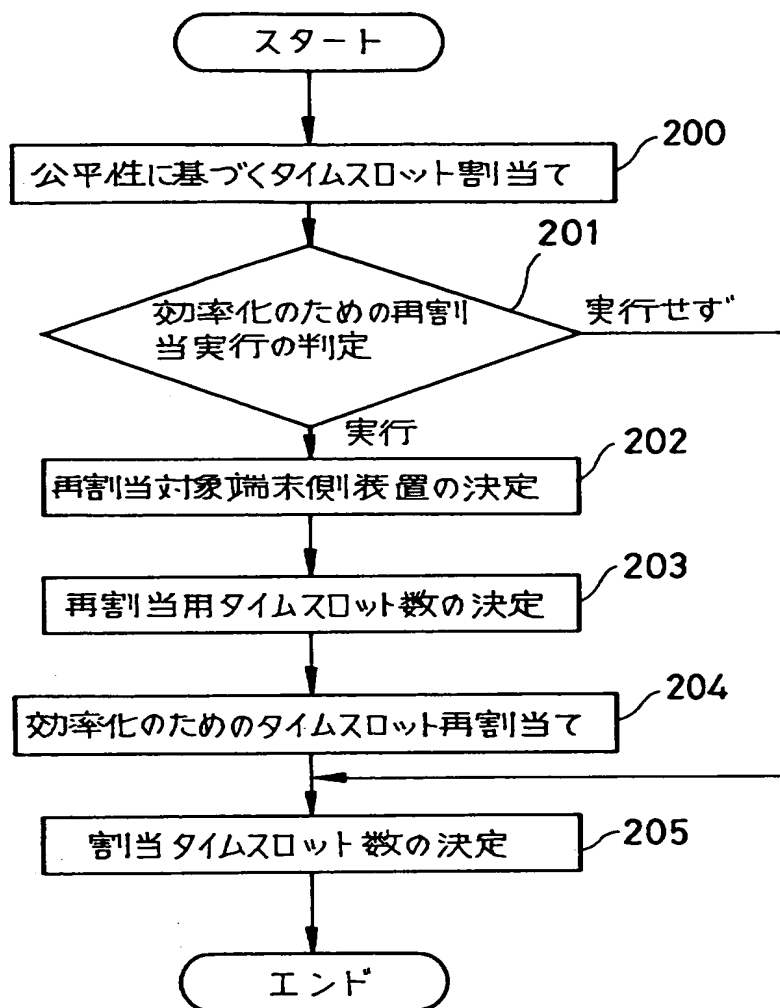 スタート
200
公平性に基づくタイムスロット割当て
201
効率化のための再割
当実行の判定
実行せず
実行
202
再割当対象端末側装置の決定
203
再割当用タイムスロット数の決定
204
効率化のためのタイムスロット再割当て
205
割当タイムスロット数の決定
エンド